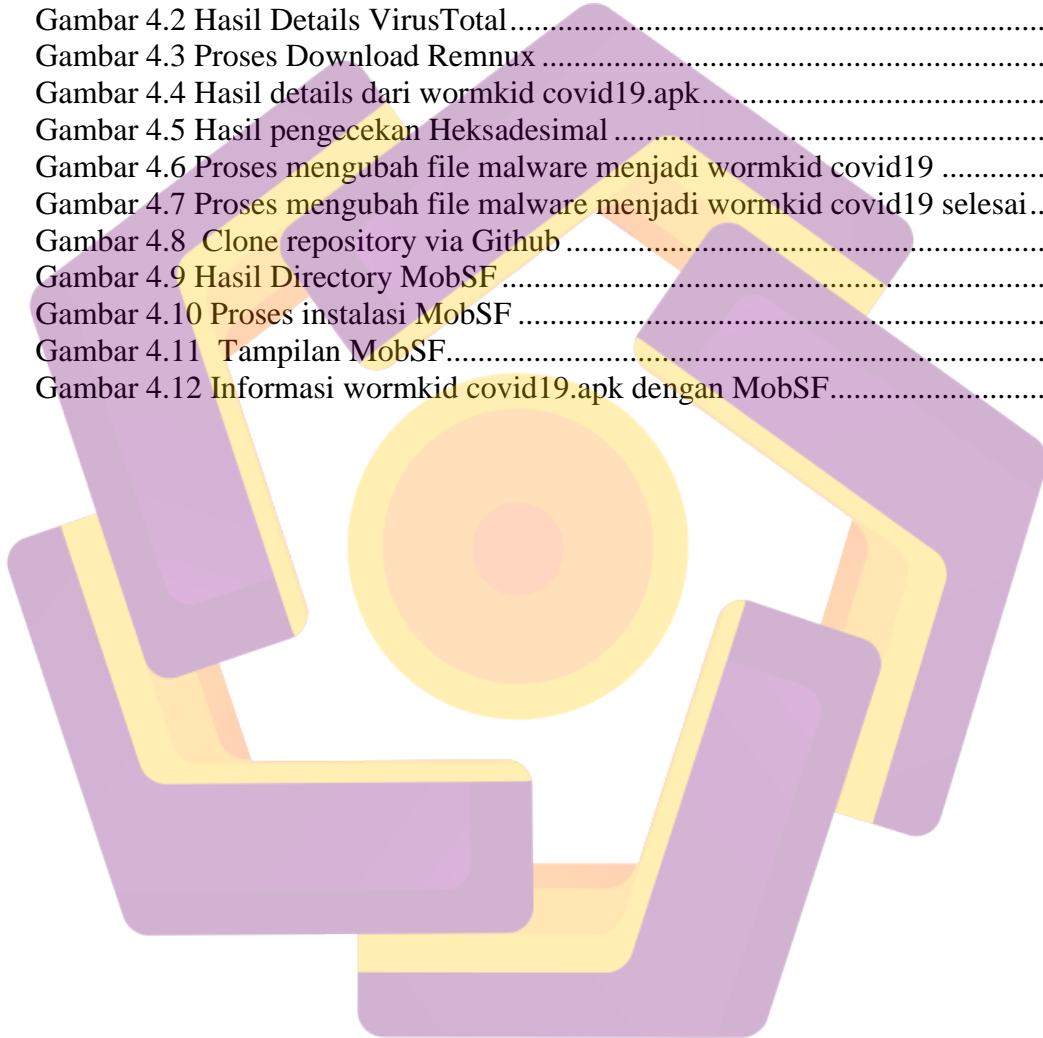 Gambar 4.2 Hasil Details VirusTotal..........................................................................
Gambar 4.3 Proses Download Remnux......................................................................
Gambar 4.4 Hasil details dari wormkid covid19.apk..................................................
Gambar 4.5 Hasil pengecekan Heksadesimal.............................................................
Gambar 4.6 Proses mengubah file malware menjadi wormkid covid19 ...............
Gambar 4.7 Proses mengubah file malware menjadi wormkid covid19 selesai..
Gambar 4.8 Clone repository via Github....................................................................
Gambar 4.9 Hasil Directory MobSF...........................................................................
Gambar 4.10 Proses instalasi MobSF.........................................................................
Gambar 4.11 Tampilan MobSF..................................................................................
Gambar 4.12 Informasi wormkid covid19.apk dengan MobSF................................